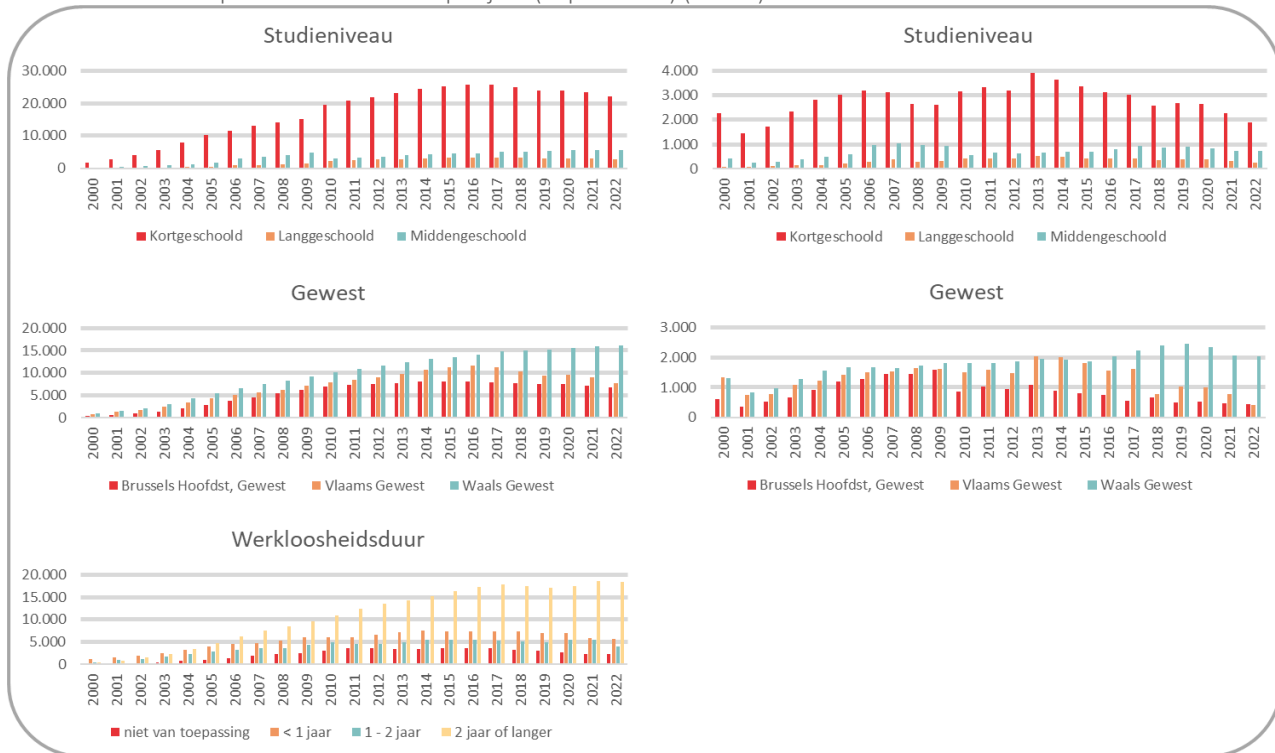 Studieniveau
30.000
20.000
10.000
0
2000 2001 2002 2003 2004 2005 2006 2007 2008 2009 2010 2011 2012 2013 2014 2015 2016 2017 2018 2019 2020 2021 2022
Kortgeschoold Langgeschoold Middengeschoold
Studieniveau
4.000
3.000
2.000
1.000
0
2000 2001 2002 2003 2004 2005 2006 2007 2008 2009 2010 2011 2012 2013 2014 2015 2016 2017 2018 2019 2020 2021 2022
Kortgeschoold Langgeschoold Middengeschoold
Gewest
20.000
15.000
10.000
5.000
0
2000 2001 2002 2003 2004 2005 2006 2007 2008 2009 2010 2011 2012 2013 2014 2015 2016 2017 2018 2019 2020 2021 2022
Brussels Hoofdst, Gewest Vlaams Gewest Waals Gewest
Gewest
3.000
2.000
1.000
0
2000 2001 2002 2003 2004 2005 2006 2007 2008 2009 2010 2011 2012 2013 2014 2015 2016 2017 2018 2019 2020 2021 2022
Brussels Hoofdst, Gewest Vlaams Gewest Waals Gewest
Werkloosheidsduur
20.000
15.000
10.000
5.000
0
2000 2001 2002 2003 2004 2005 2006 2007 2008 2009 2010 2011 2012 2013 2014 2015 2016 2017 2018 2019 2020 2021 2022
niet van toepassing < 1 jaar 1 - 2 jaar 2 jaar of langer